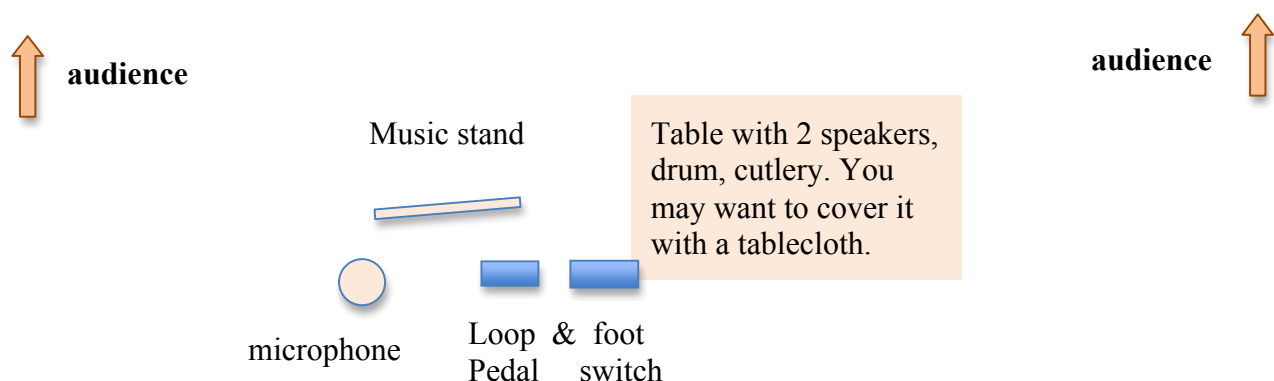 audience
audience
Music stand
Table with 2 speakers,
drum, cutlery. You
may want to cover it
with a tablecloth.
microphone
Loop & foot
Pedal switch